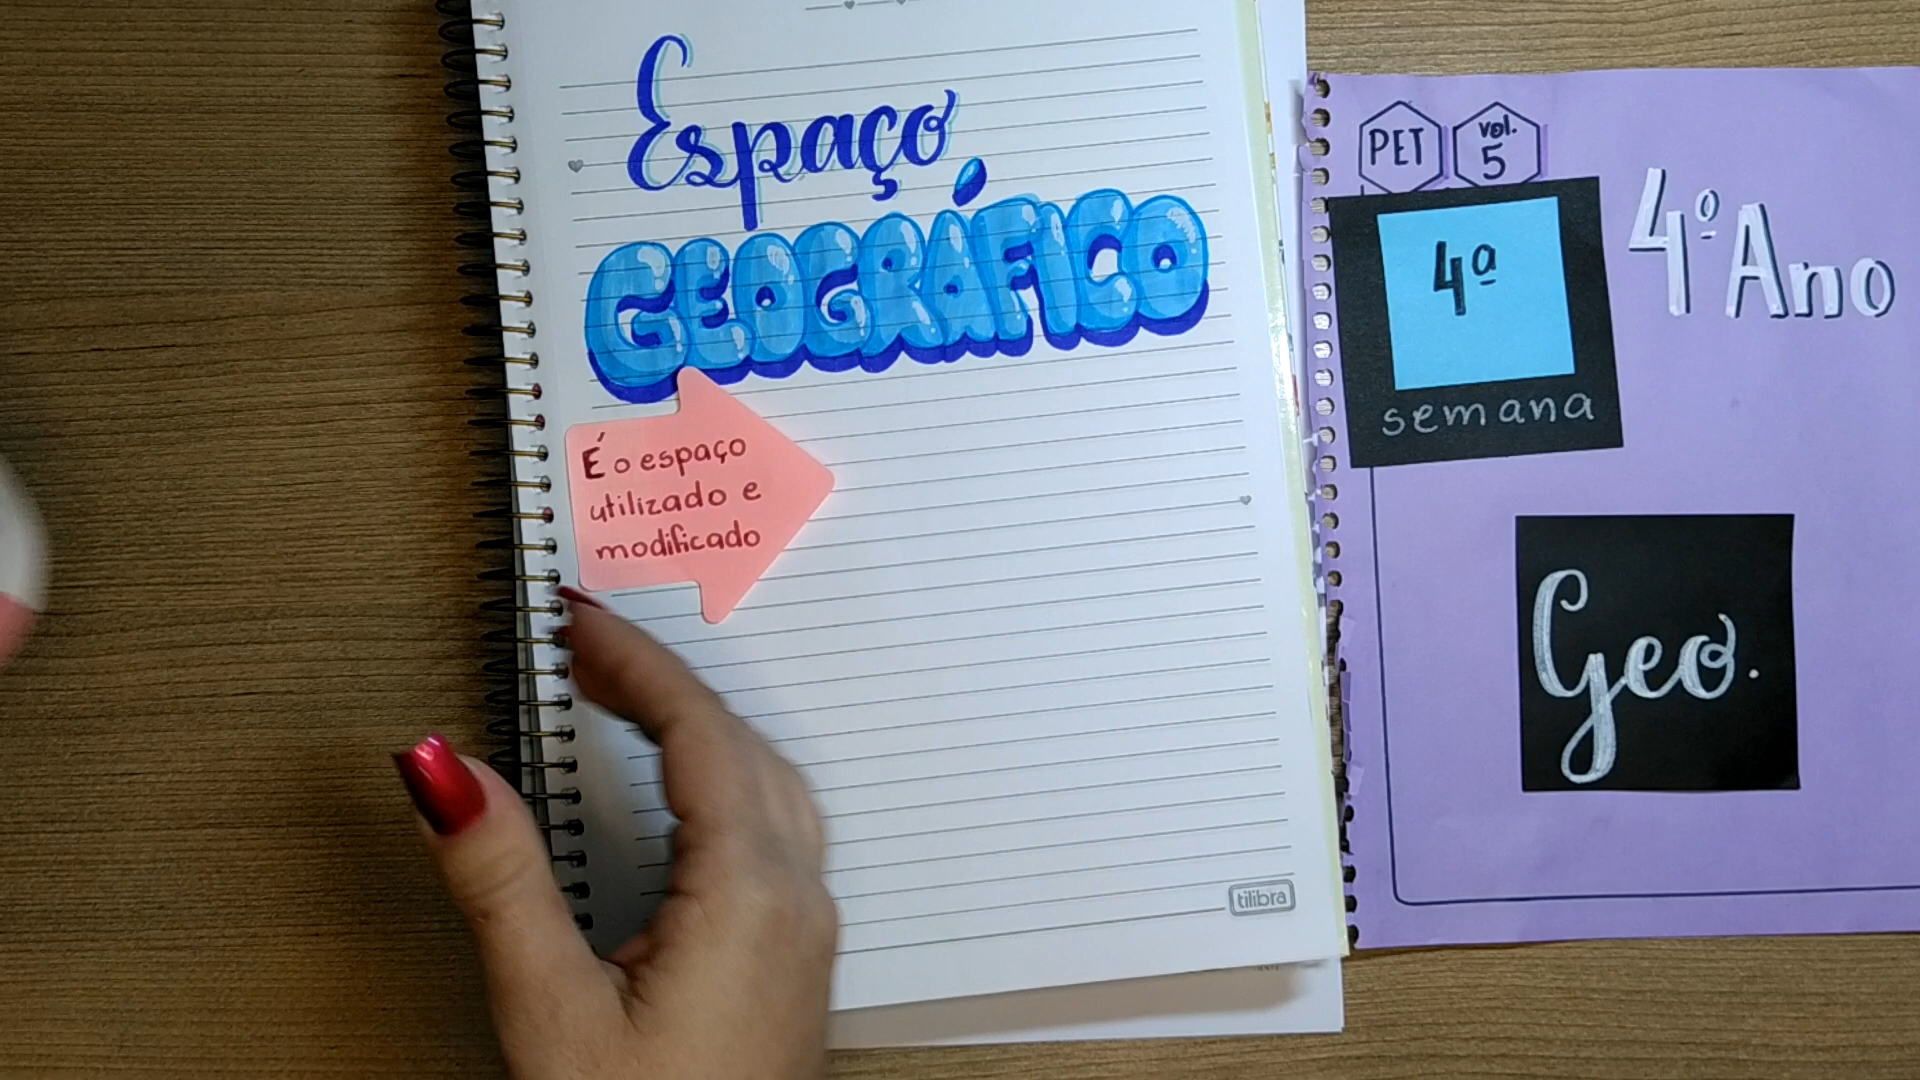 Espaço
GEOGRÁFICO
É o espaço
utilizado e
modificado
tilibra
PET
vol.
5
4ª
semana
4º Ano
Geo.